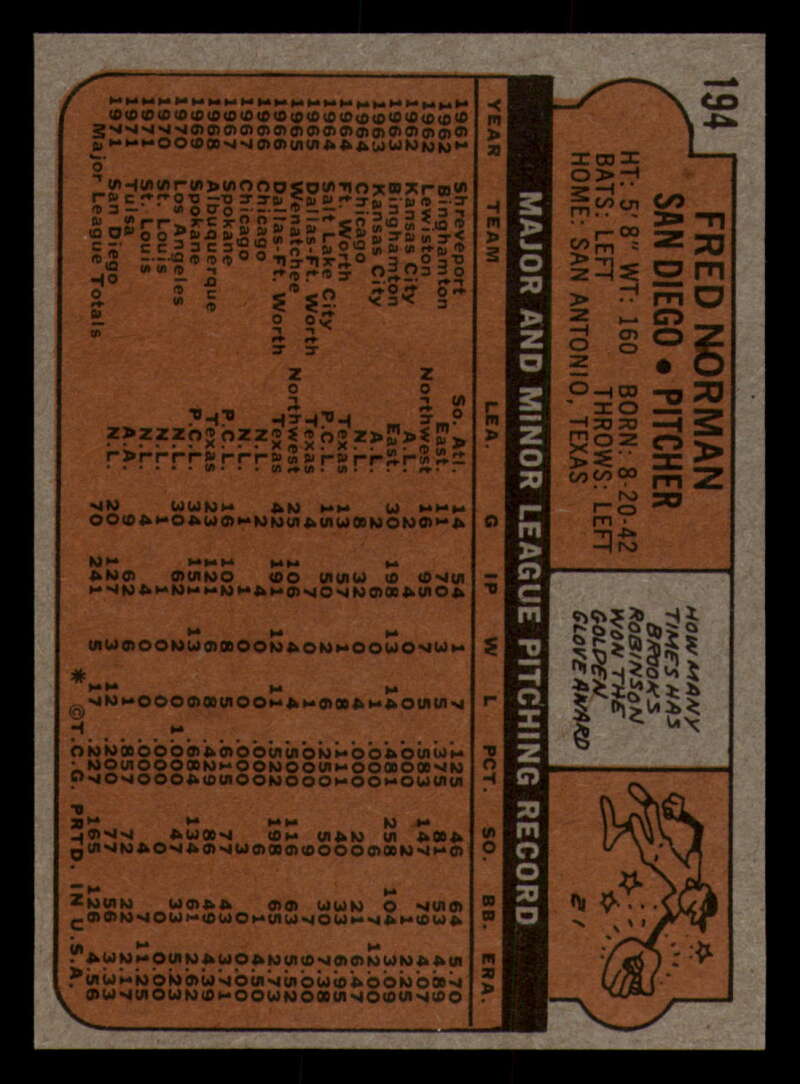 194
FRED NORMAN
SAN DIEGO • PITCHER
HT: 5' 8" WT: 160 BORN: 8-20-42
BATS: LEFT THROWS: LEFT
HOME: SAN ANTONIO, TEXAS
HOW MANY
TIMES HAS
BROOKS
ROBINSON
WON THE
GOLDEN
GLOVE AWARD
MAJOR AND MINOR LEAGUE PITCHING RECORD
YEAR TEAM LEA. G IP W L PCT. SO. BB. ERA.
1961 Shreveport So. Atl. 14 54 1 7 .125 46 64 5.70
1962 Binghamton East. 11 70 3 5 .375 81 53 4.89
1962 Lewiston Northwest 16 95 7 5 .583 147 79 4.07
1962 Kansas City A.L. 2 4 0 0 .000 2 1 2.25
1963 Binghamton East. 30 198 13 14 .481 258 104 3.09
1963 Kansas City A.L. 2 6 0 1 .000 6 7 12.00
1964 Chicago N.L. 8 32 0 4 .000 20 21 6.47
1964 Ft. Worth Texas 13 57 1 8 .111 40 33 6.95
1964 Salt Lake City P.C.L. 15 50 2 6 .250 50 30 7.38
1965 Dallas-Ft. Worth Texas 4 7 0 1 .000 9 7 9.00
1965 Wenatchee Northwest 25 106 4 4 .500 116 63 5.52
1966 Dallas-Ft. Worth Texas 42 191 12 11 .522 198 65 2.73
1966 Chicago N.L. 2 4 0 0 .000 6 1 4.50
1967 Chicago N.L. 1 1 0 0 .000 3 0 0.00
1967 Spokane P.C.L. 16 102 8 5 .615 77 43 3.71
1968 Albuquerque Texas 23 121 6 8 .429 86 49 4.39
1969 Spokane P.C.L. 34 151 13 6 .684 134 61 2.62
1970 Los Angeles N.L. 30 62 2 0 1.000 47 33 5.23
1970 St. Louis N.L. 1 1 0 0 .000 0 0 0.00
1971 St. Louis N.L. 4 4 0 0 .000 4 7 11.25
1971 Tulsa A.A. 9 62 6 1 .857 72 22 2.17
1971 San Diego N.L. 20 127 3 12 .200 77 56 3.33
Major League Totals 70 241 5 17 .227 165 126 4.56
* © T.C.G. PRTD. IN U.S.A.